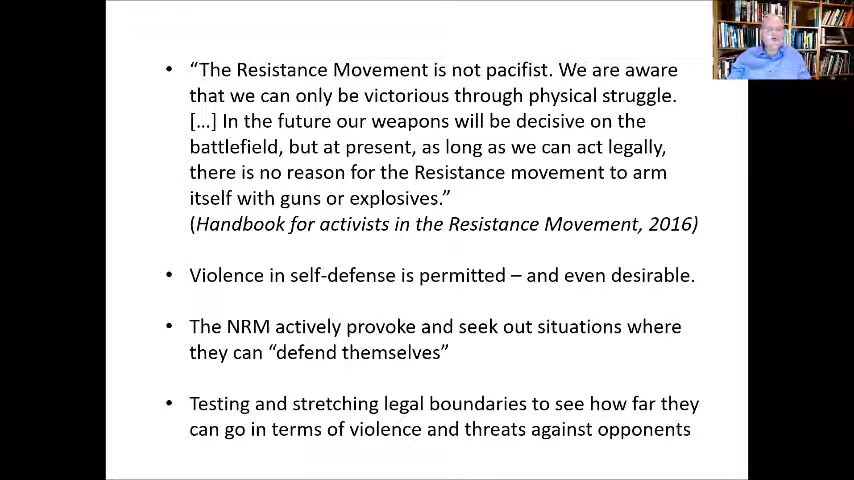 • “The Resistance Movement is not pacifist. We are aware
that we can only be victorious through physical struggle.
[…] In the future our weapons will be decisive on the
battlefield, but at present, as long as we can act legally,
there is no reason for the Resistance movement to arm
itself with guns or explosives.”
(Handbook for activists in the Resistance Movement, 2016)
• Violence in self-defense is permitted – and even desirable.
• The NRM actively provoke and seek out situations where
they can “defend themselves”
• Testing and stretching legal boundaries to see how far they
can go in terms of violence and threats against opponents